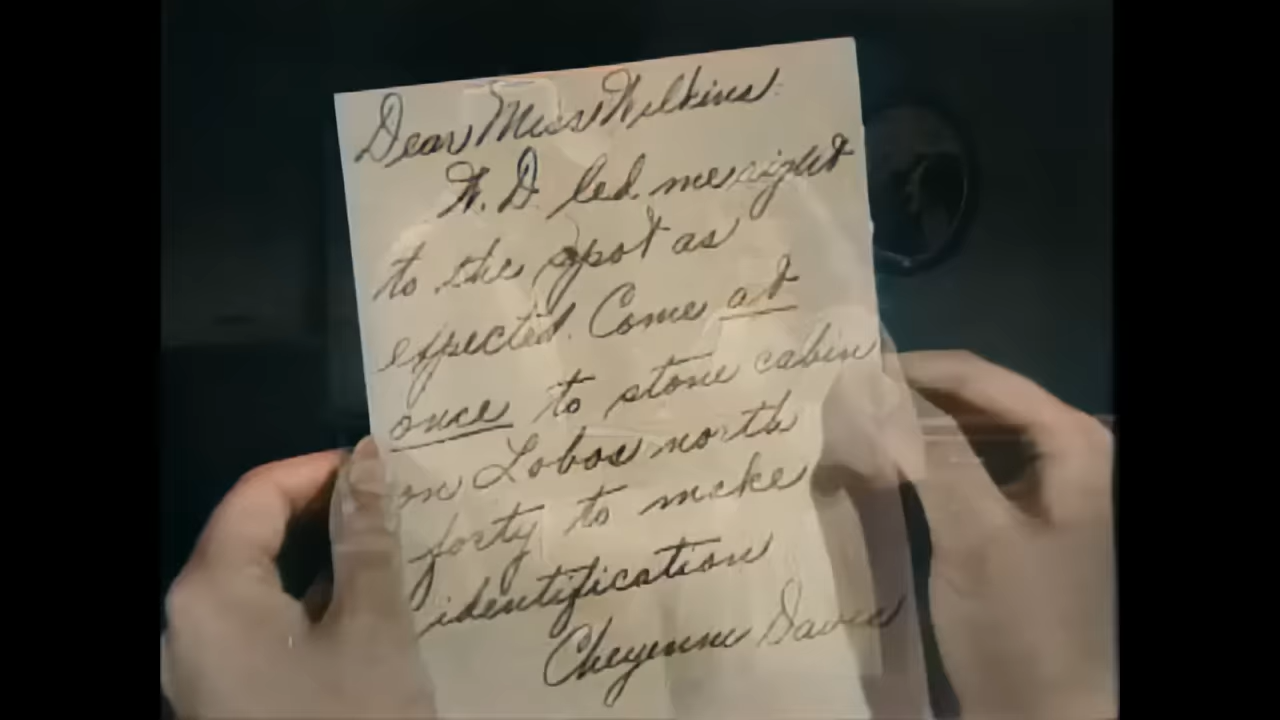 Dear Miss Wilkins
W. D. led me right
to the spot as
expected. Come at
once to stone cabin
on Lobos north
forty to make
identification
Cheyenne Davis